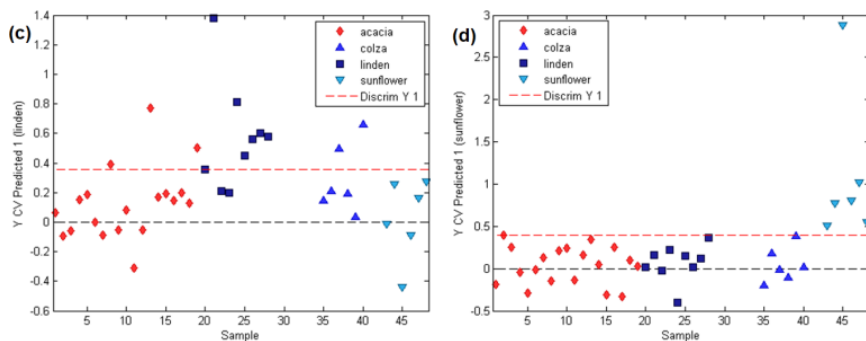 (c)
Y CV Predicted 1 (linden)
1.4
1.2
1
0.8
0.6
0.4
0.2
0
-0.2
-0.4
-0.6
5 10 15 20 25 30 35 40 45
Sample
acacia
colza
linden
sunflower
Discrim Y 1
(d)
Y CV Predicted 1 (sunflower)
3
2.5
2
1.5
1
0.5
0
-0.5
5 10 15 20 25 30 35 40 45
Sample
acacia
colza
linden
sunflower
Discrim Y 1